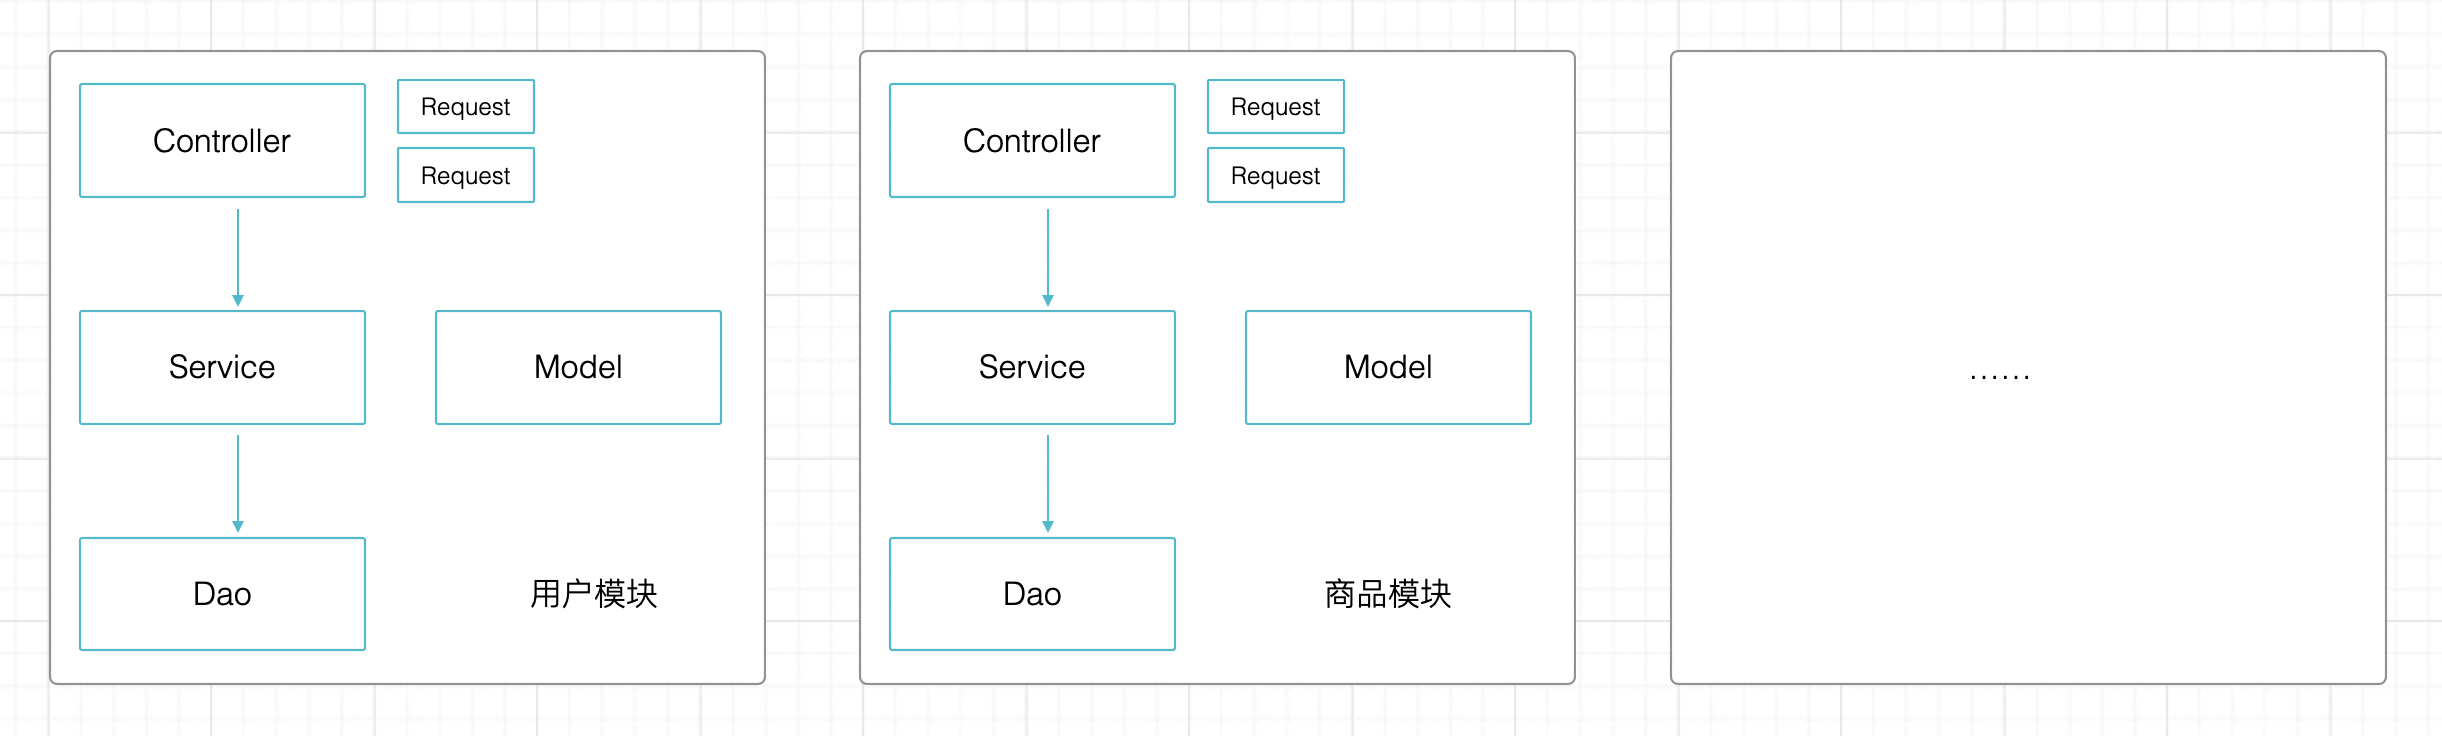 Controller
Request
Request
Service
Model
Dao
用户模块
Controller
Request
Request
Service
Model
Dao
商品模块
......